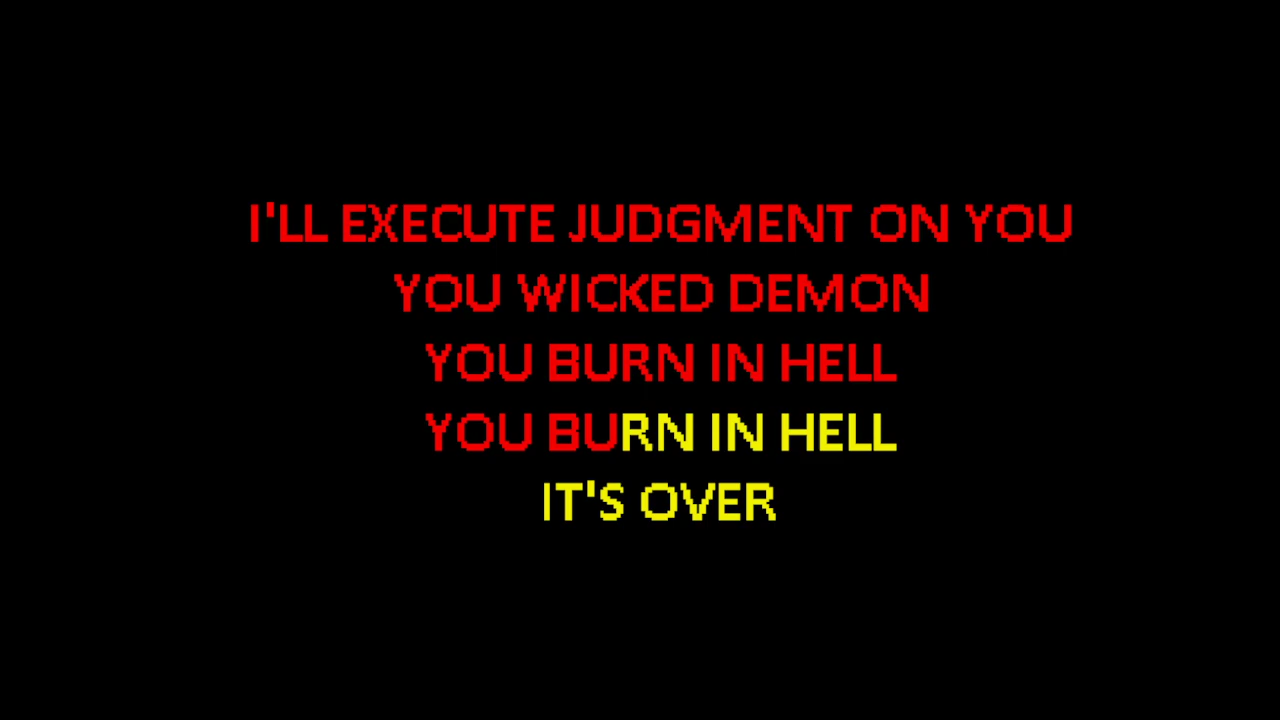 I'LL EXECUTE JUDGMENT ON YOU
YOU WICKED DEMON
YOU BURN IN HELL
YOU BURN IN HELL
IT'S OVER